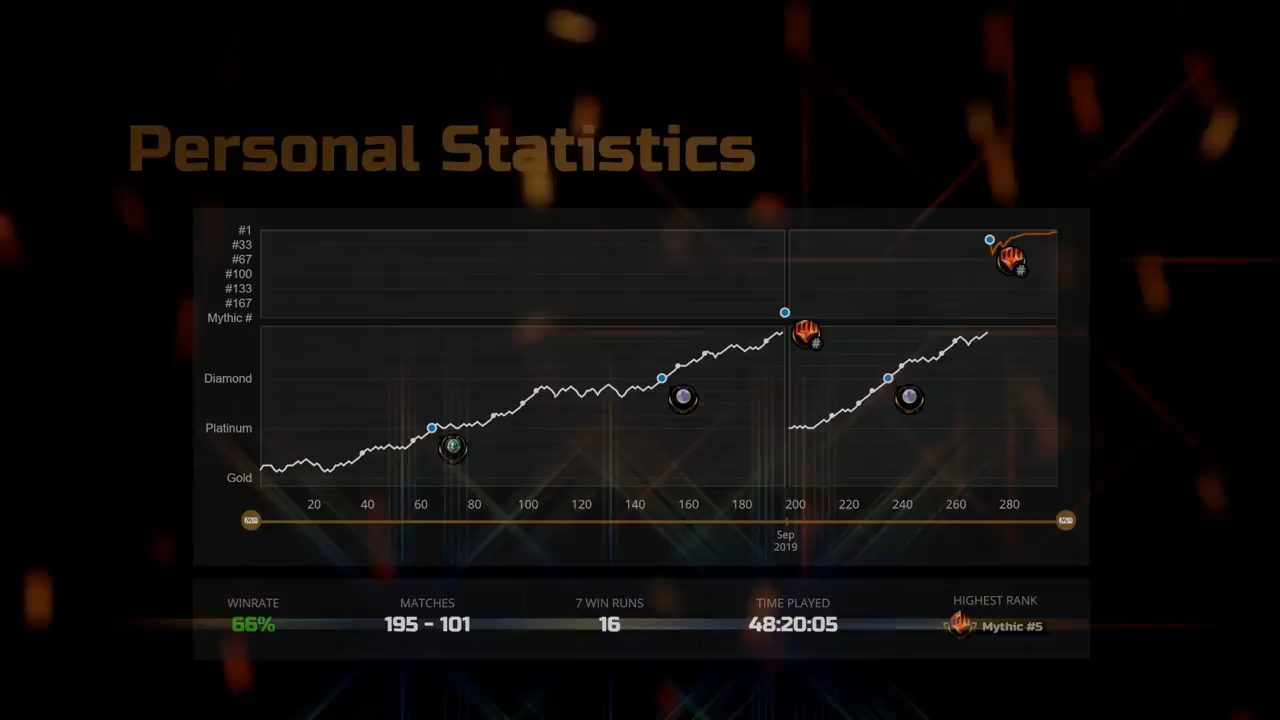 Personal Statistics
#1
#33
#67
#100
#133
#167
Mythic #
Diamond
Platinum
Gold
20 40 60 80 100 120 140 160 180 200 220 240 260 280
Sep
2019
WINRATE MATCHES 7 WIN RUNS TIME PLAYED HIGHEST RANK
66% 195 - 101 16 48:20:05 Mythic #5